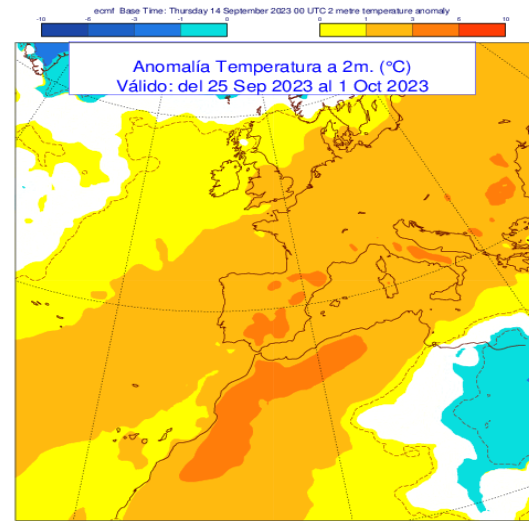 ecmf Base Time: Thursday 14 September 2023 00 UTC 2 metre temperature anomaly
-10 -6 -3 -1 0 0 1 3 6 10
Anomalía Temperatura a 2m. (°C)
Válido: del 25 Sep 2023 al 1 Oct 2023